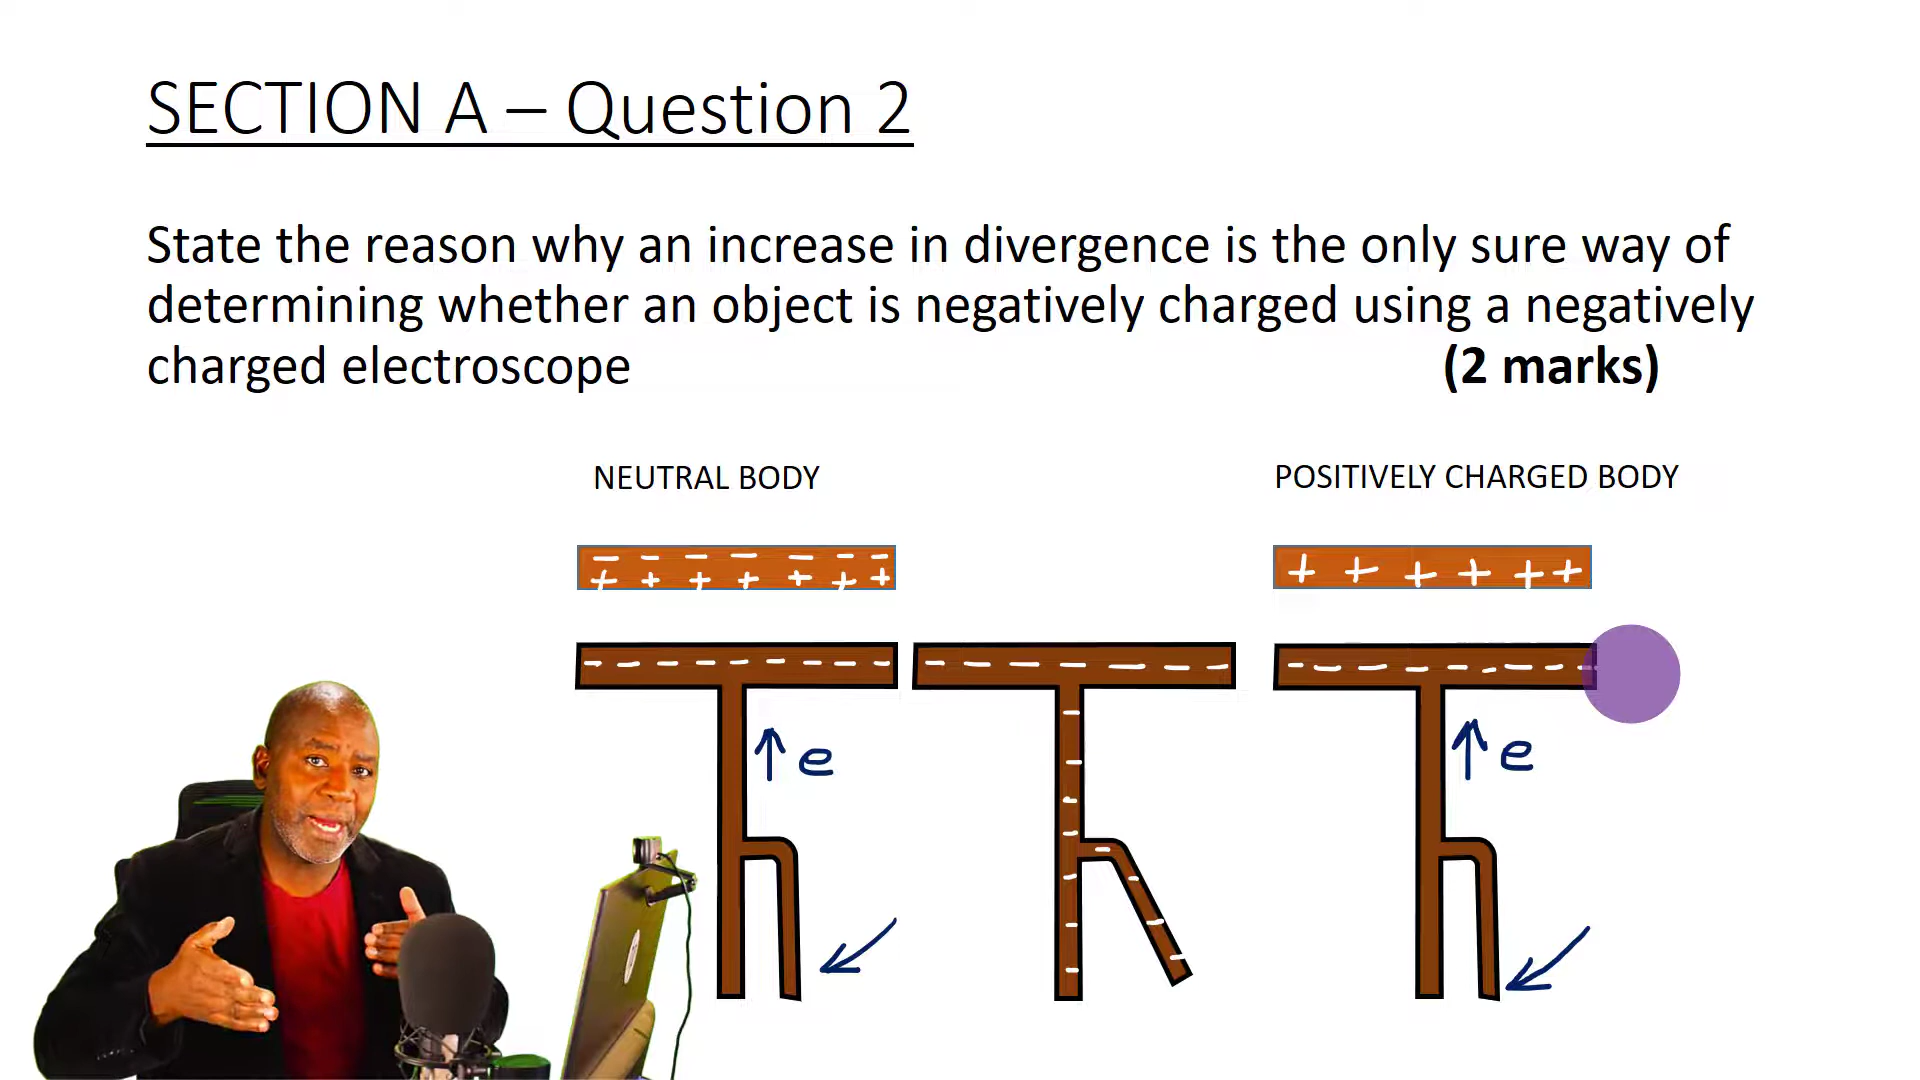 SECTION A – Question 2
State the reason why an increase in divergence is the only sure way of
determining whether an object is negatively charged using a negatively
charged electroscope (2 marks)
NEUTRAL BODY POSITIVELY CHARGED BODY
− − − − − − − + + + + + +
+ + + + + + +
↑ e ↑ e